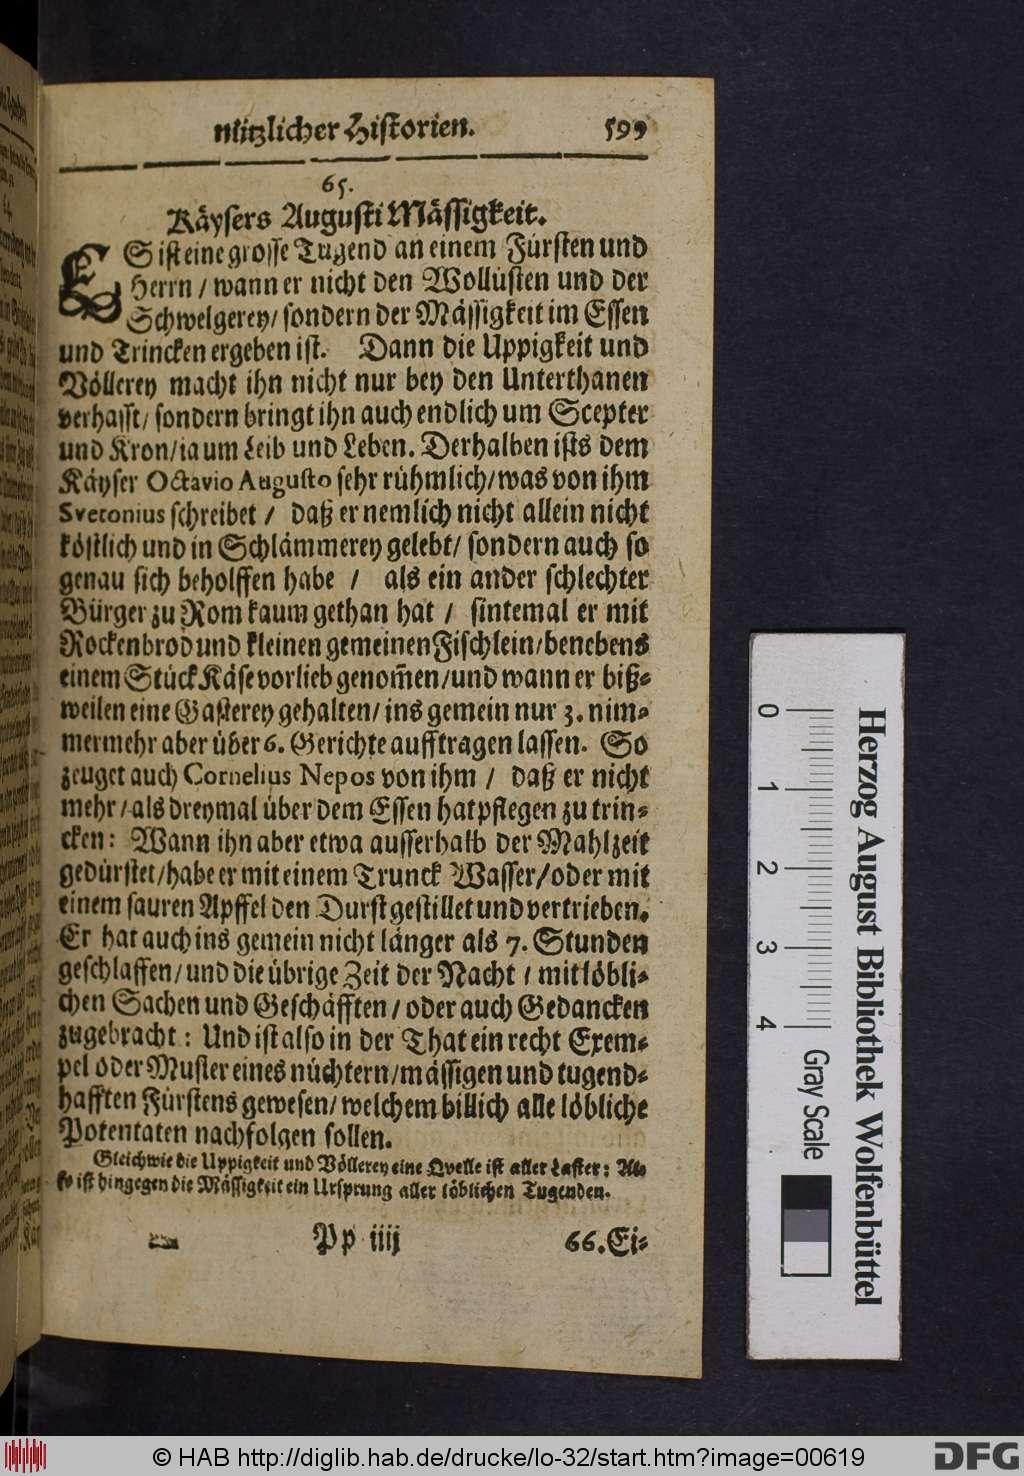 nützlicher Historien. 599
65.
Käysers Augusti Mässigkeit.
ES ist eine grosse Tugend an einem Fürsten und
Herrn / wann er nicht den Wollüsten und der
Schwelgerey / sondern der Mässigkeit im Essen
und Trincken ergeben ist. Dann die Uppigkeit und
Völlerey macht ihn nicht nur bey den Unterthanen
verhasst / sondern bringt ihn auch endlich um Scepter
und Kron / ja um Leib und Leben. Derhalben ists dem
Käyser Octavio Augusto sehr rühmlich / was von ihm
Svetonius schreibet / daß er nemlich nicht allein nicht
köstlich und in Schlämmerey gelebt / sondern auch so
genau sich beholffen habe / als ein ander schlechter
Bürger zu Rom kaum gethan hat / sintemal er mit
Rockenbrod und kleinen gemeinen Fischlein / benebens
einem Stück Käse vorlieb genom̃en / und wann er biß-
weilen eine Gasterey gehalten / ins gemein nur 3. nim-
mermehr aber über 6. Gerichte aufftragen lassen. So
zeuget auch Cornelius Nepos von ihm / daß er nicht
mehr / als dreymal über dem Essen hat pflegen zu trin-
cken: Wann ihn aber etwa ausserhalb der Mahlzeit
gedürstet / habe er mit einem Trunck Wasser / oder mit
einem sauren Apffel den Durst gestillet und vertrieben.
Er hat auch ins gemein nicht länger als 7. Stunden
geschlaffen / und die übrige Zeit der Nacht / mit löbli-
chen Sachen und Geschäfften / oder auch Gedancken
zugebracht: Und ist also in der That ein recht Exem-
pel oder Muster eines nüchtern / mässigen und tugend-
hafften Fürstens gewesen / welchem billich alle löbliche
Potentaten nachfolgen sollen.
Gleichwie die Uppigkeit und Völlerey eine Quelle ist aller Laster: Al-
so ist hingegen die Mässigkeit ein Ursprung aller löblichen Tugenden.
Pp iiij 66. Ei-
0 1 2 3 4 Gray Scale
Herzog August Bibliothek Wolfenbüttel
© HAB http://diglib.hab.de/drucke/lo-32/start.htm?image=00619
DFG